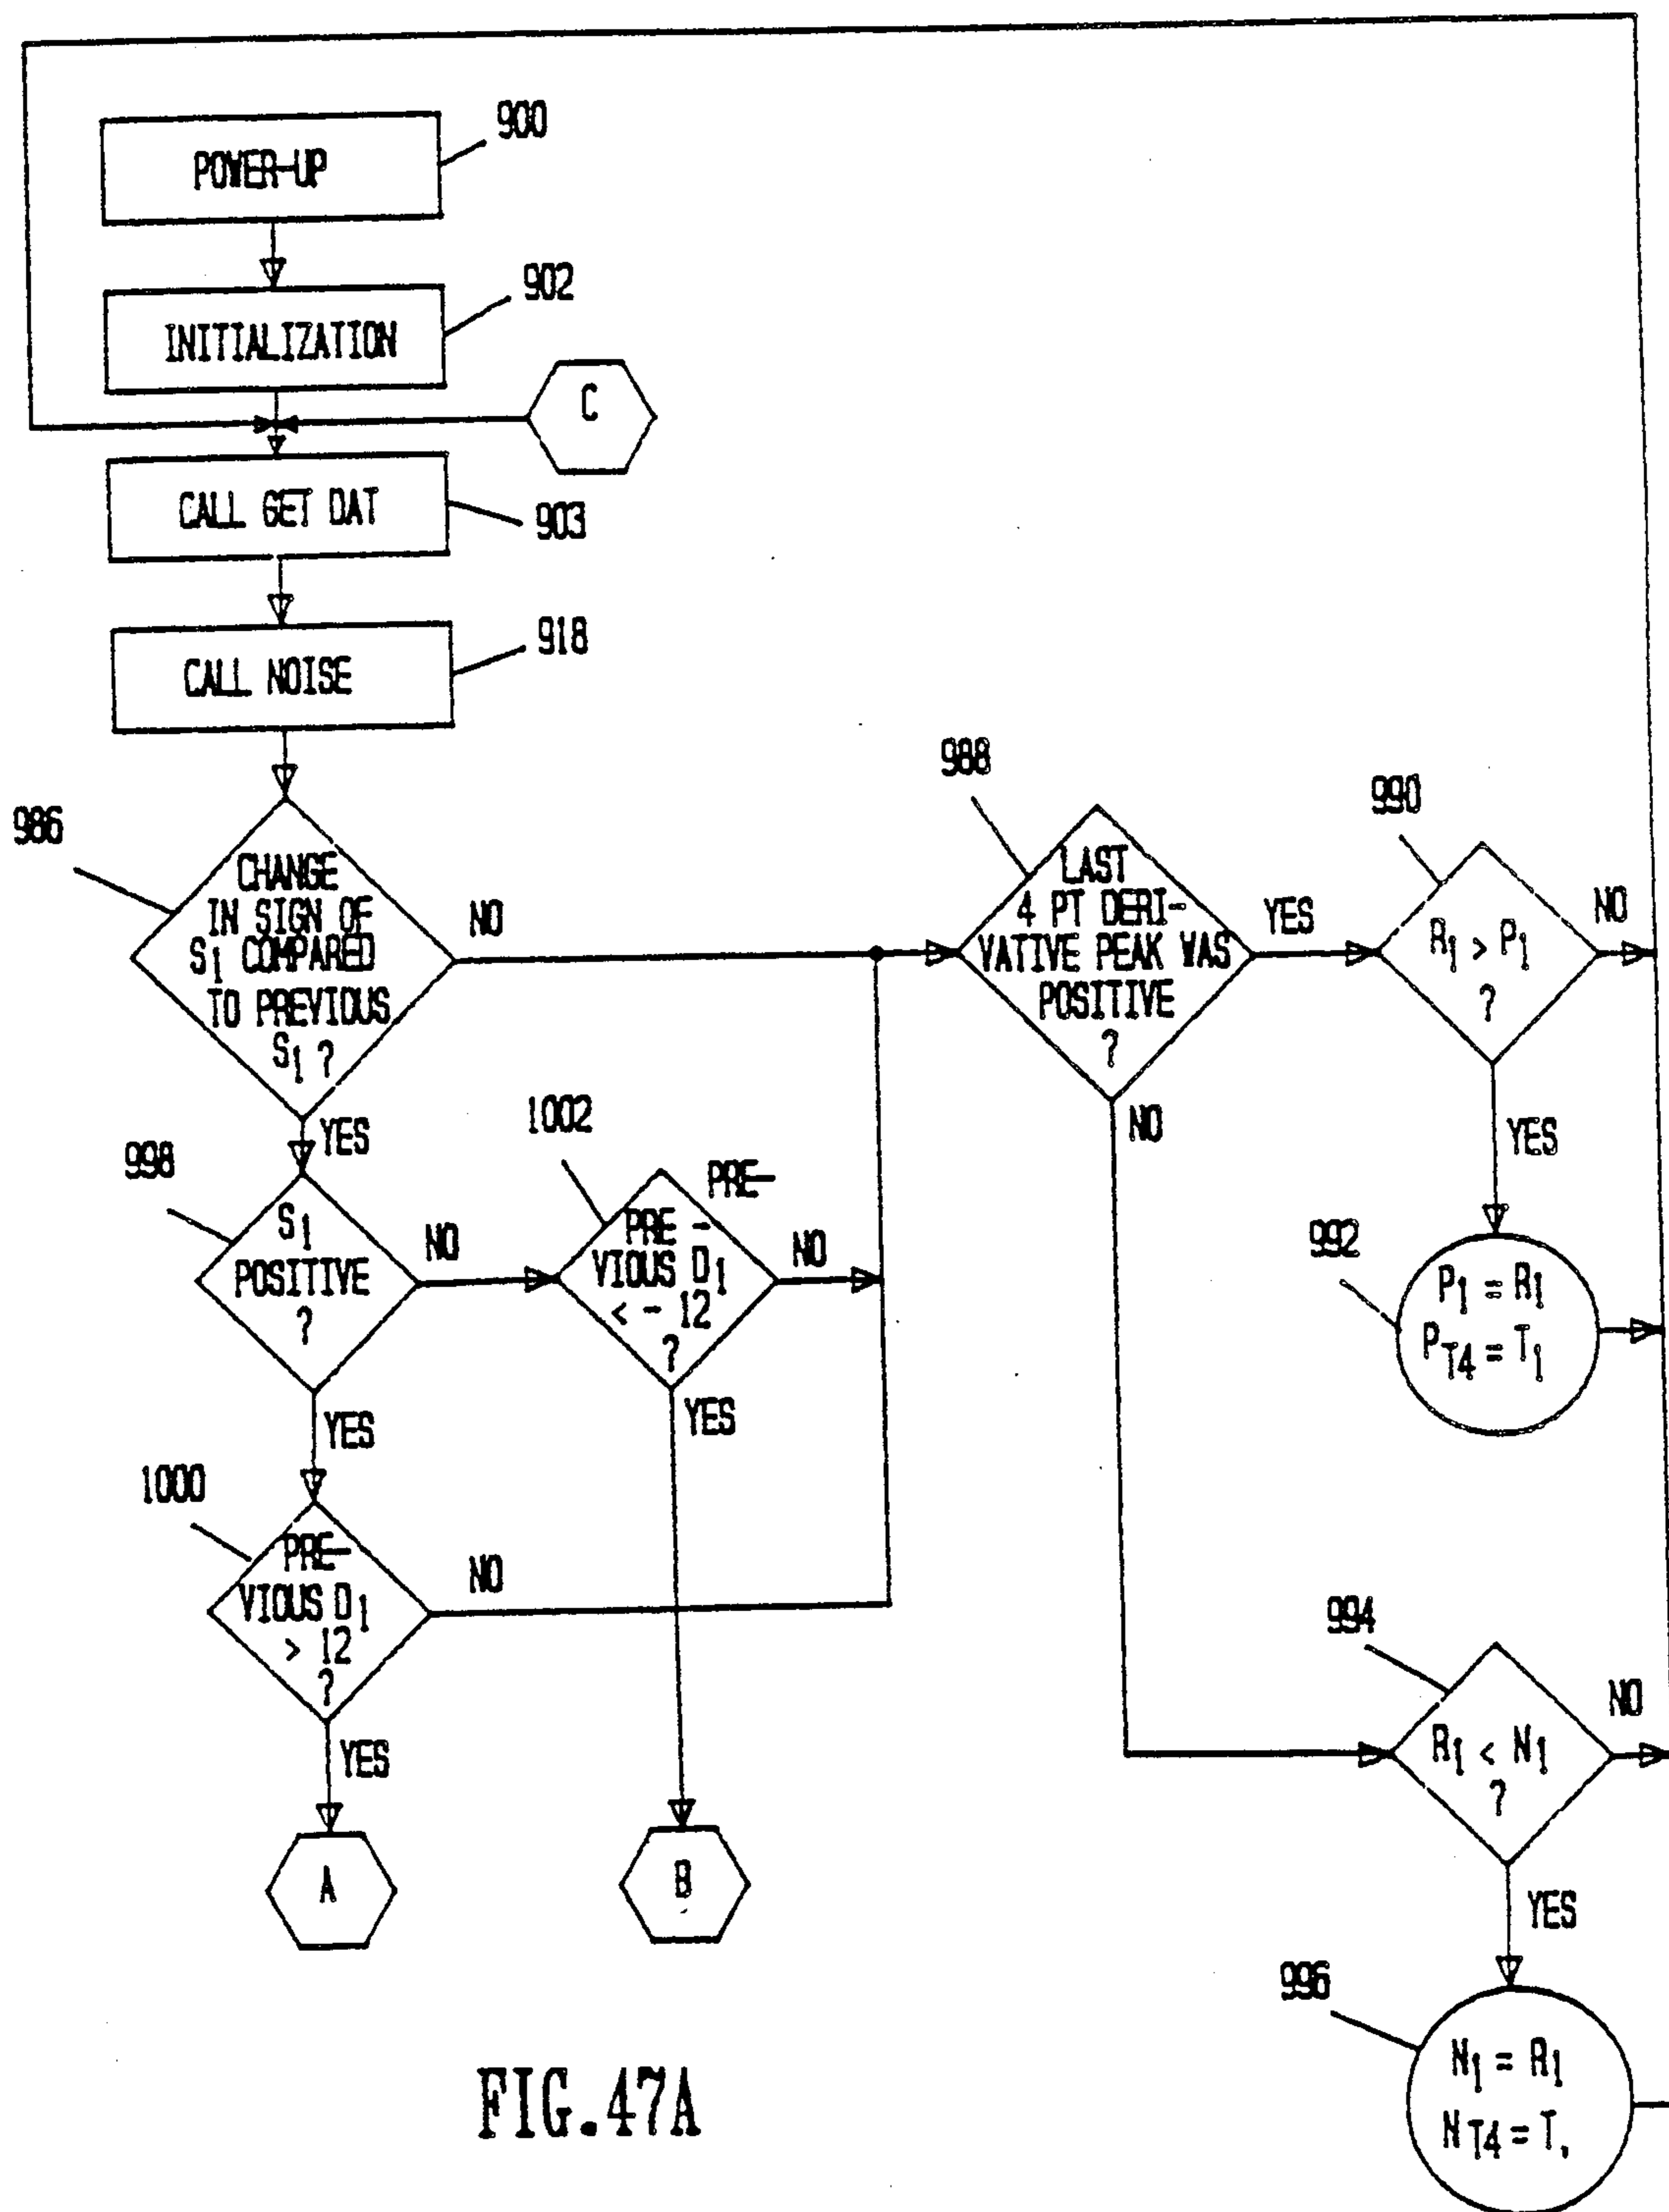 900
POWER-UP
902
INITIALIZATION
C
CALL GET DAT
903
918
CALL NOISE
986
CHANGE
IN SIGN OF
S1 COMPARED
TO PREVIOUS
S1 ?
NO
YES
988
LAST
4 PT DERI-
VATIVE PEAK WAS
POSITIVE
?
YES
NO
990
R1 > P1
?
NO
YES
992
P1 = R1
PT4 = T1
998
S1
POSITIVE
?
NO
YES
1002
PRE-
PRE -
VIOUS D1
< - 12
?
NO
YES
1000
PRE-
VIOUS D1
> 12
?
NO
YES
A
B
994
R1 < N1
?
NO
YES
996
N1 = R1
NT4 = T,
FIG.47A